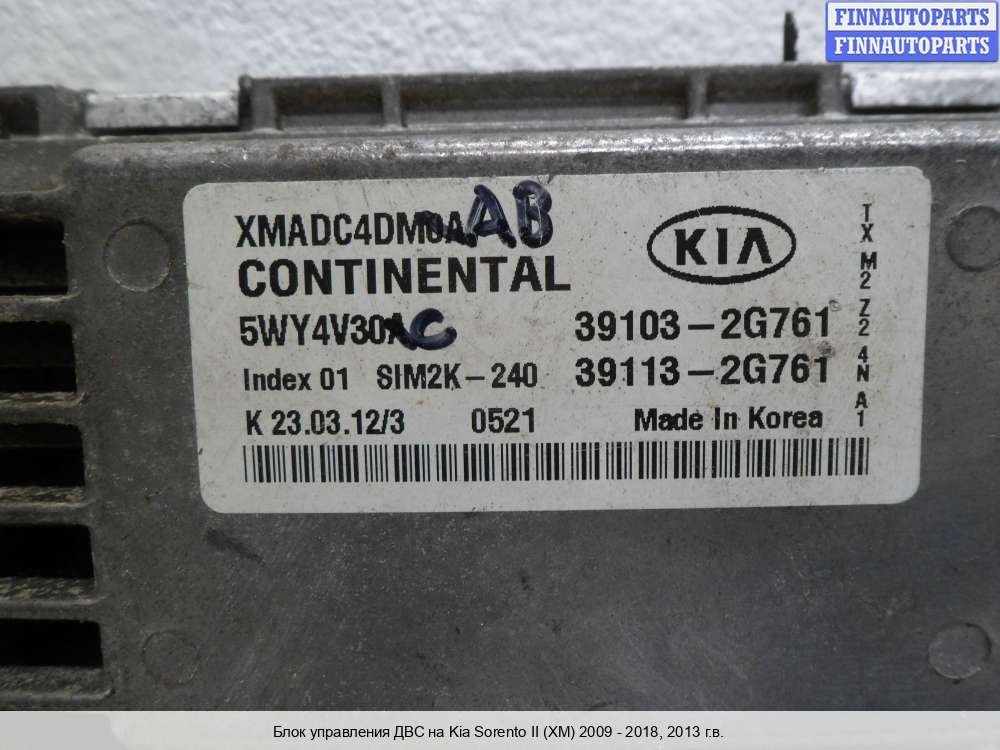 FINNAUTOPARTS
FINNAUTOPARTS
XMADC4DM0A AB
KIA
CONTINENTAL
5WY4V30A C
39103-2G761
Index 01 SIM2K-240
39113-2G761
K 23.03.12/3 0521 Made In Korea
TX M2 Z2 4N A1
Блок управления ДВС на Kia Sorento II (XM) 2009 - 2018, 2013 г.в.